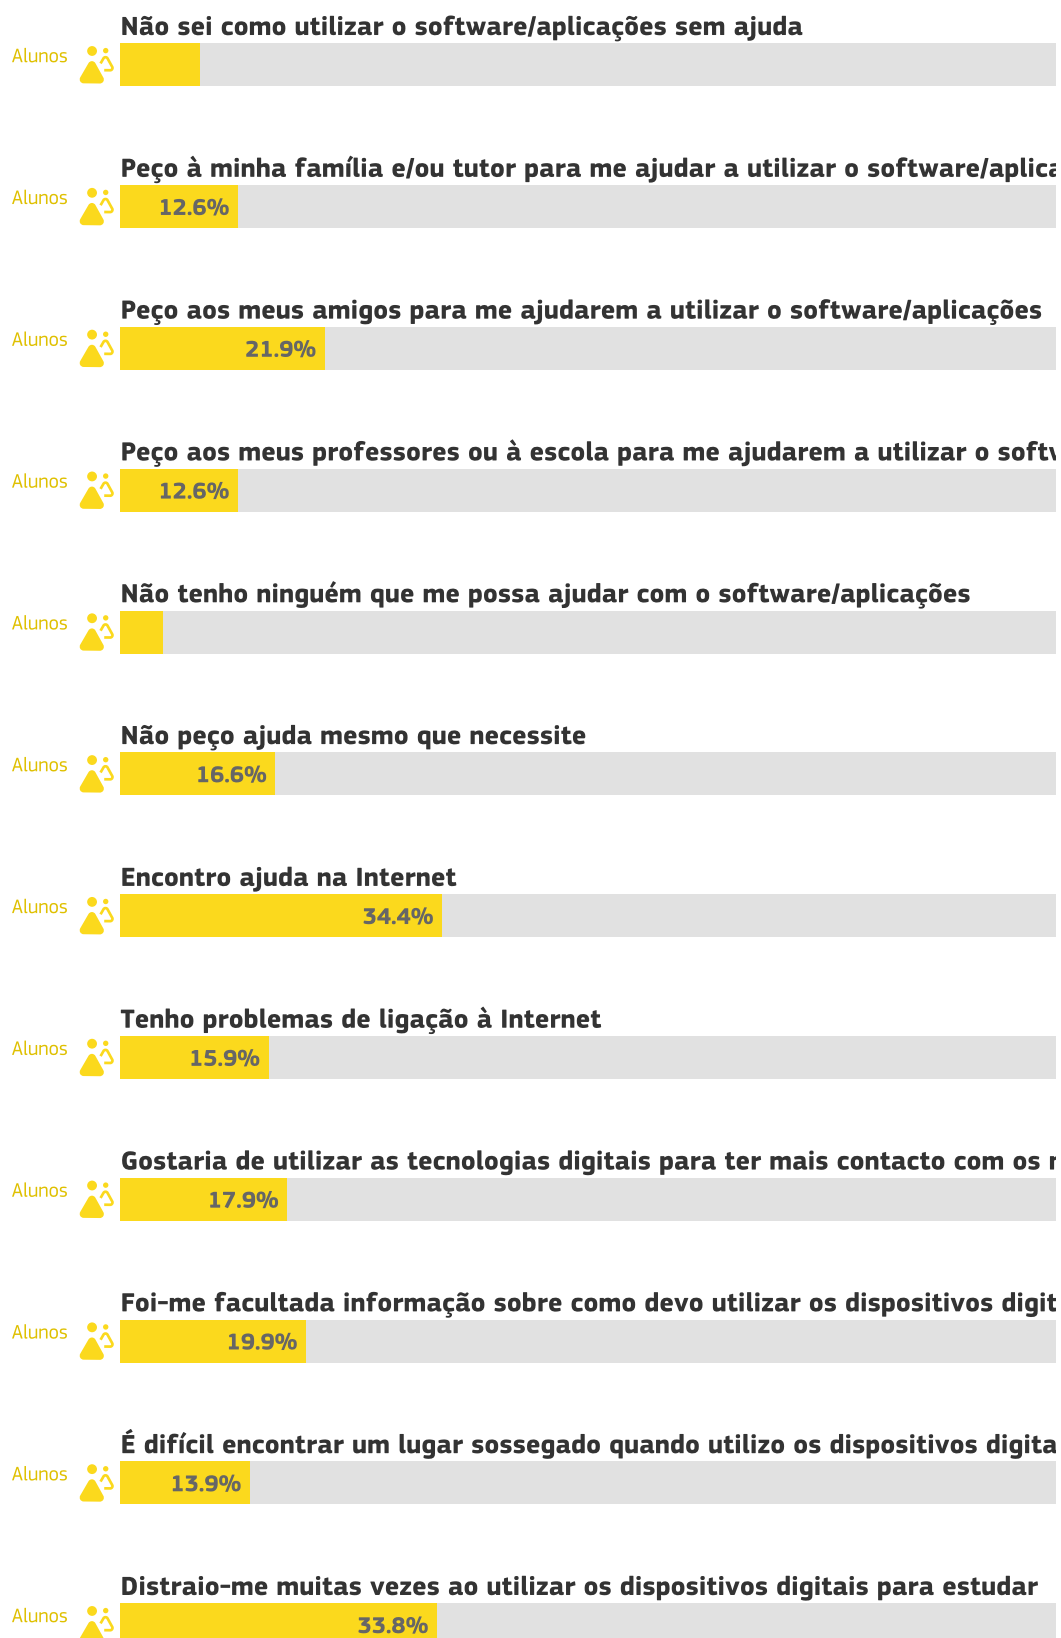 Não sei como utilizar o software/aplicações sem ajuda
Alunos
Peço à minha família e/ou tutor para me ajudar a utilizar o
Alunos
12.6%
Peço aos meus amigos para me ajudarem a utilizar o software/aplicações
Alunos
21.9%
Peço aos meus professores ou à escola para me ajudarem a utilizar o
Alunos
12.6%
Não tenho ninguém que me possa ajudar com o software/aplicações
Alunos
Não peço ajuda mesmo que necessite
Alunos
16.6%
Encontro ajuda na Internet
Alunos
34.4%
Tenho problemas de ligação à Internet
Alunos
15.9%
Gostaria de utilizar as tecnologias digitais para ter mais contacto com os
Alunos
17.9%
Foi-me facultada informação sobre como devo utilizar os dispositivos
Alunos
19.9%
É difícil encontrar um lugar sossegado quando utilizo os dispositivos
Alunos
13.9%
Distraio-me muitas vezes ao utilizar os dispositivos digitais para estudar
Alunos
33.8%